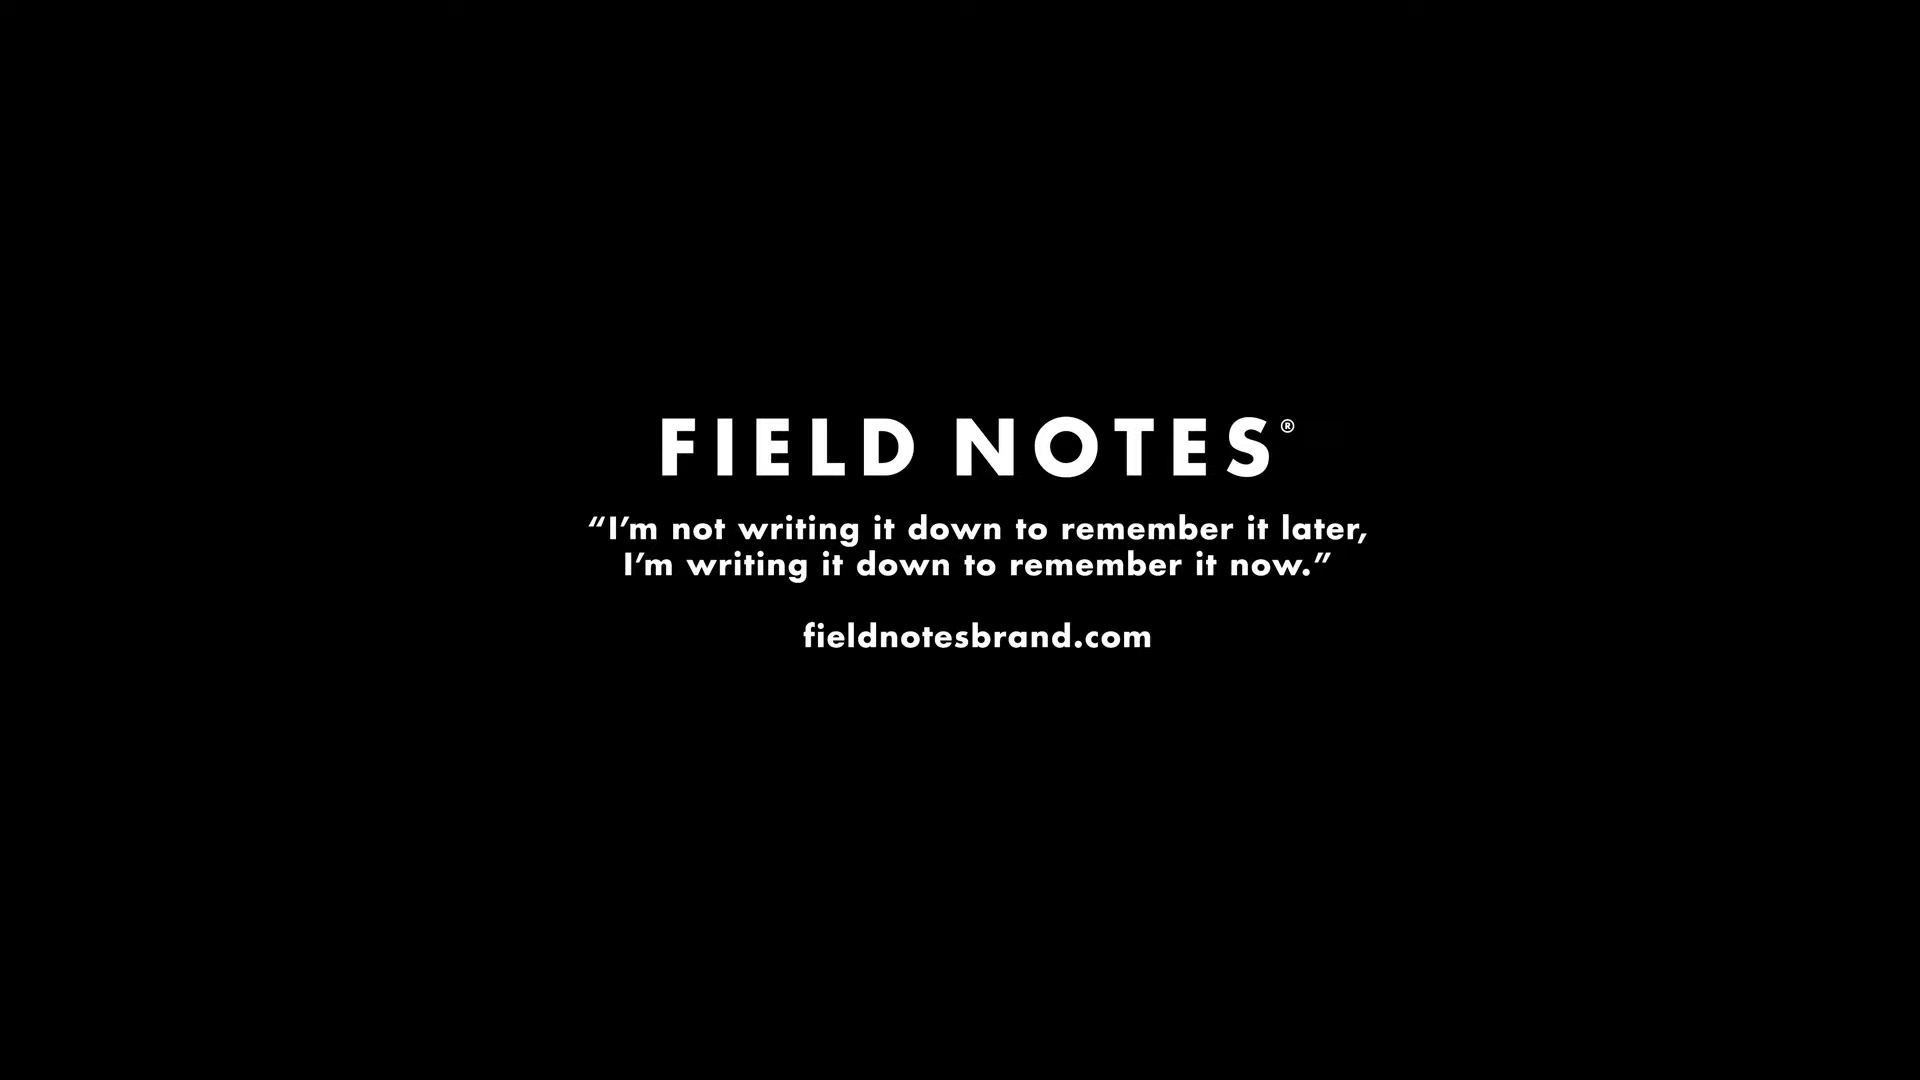 FIELD NOTES®
“I’m not writing it down to remember it later,
I’m writing it down to remember it now.”
fieldnotesbrand.com